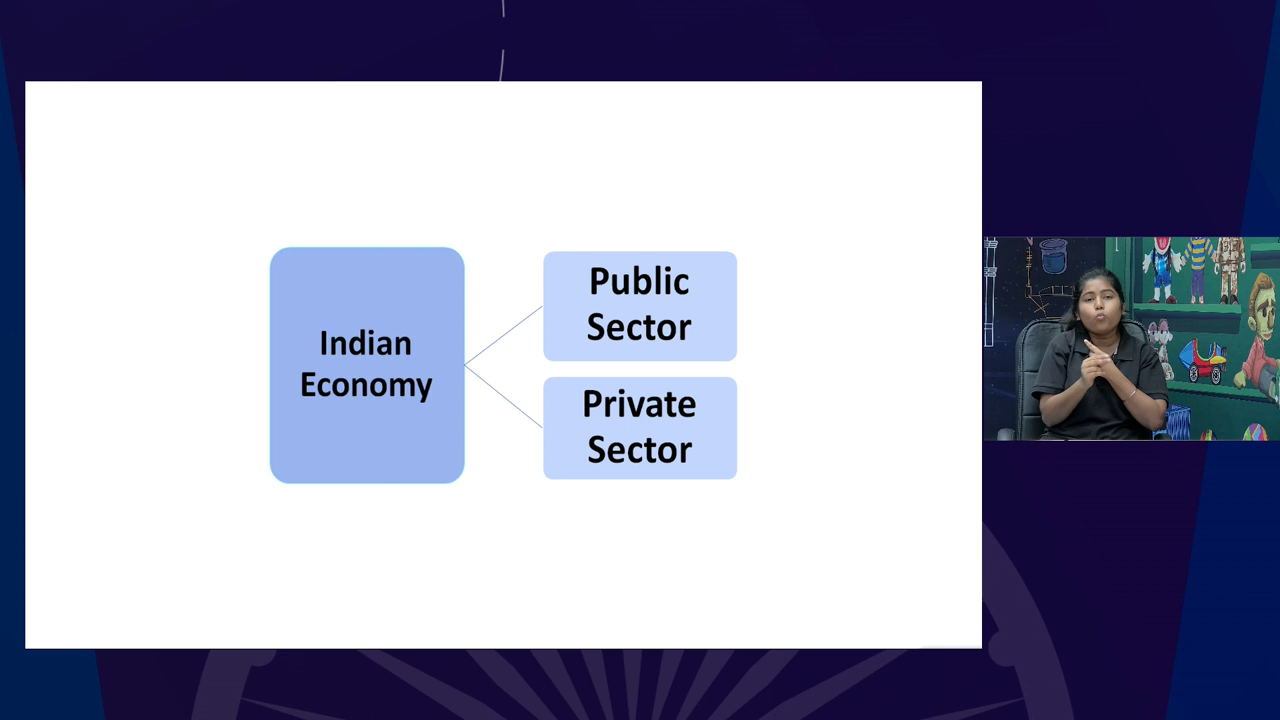 Indian
Economy
Public
Sector
Private
Sector